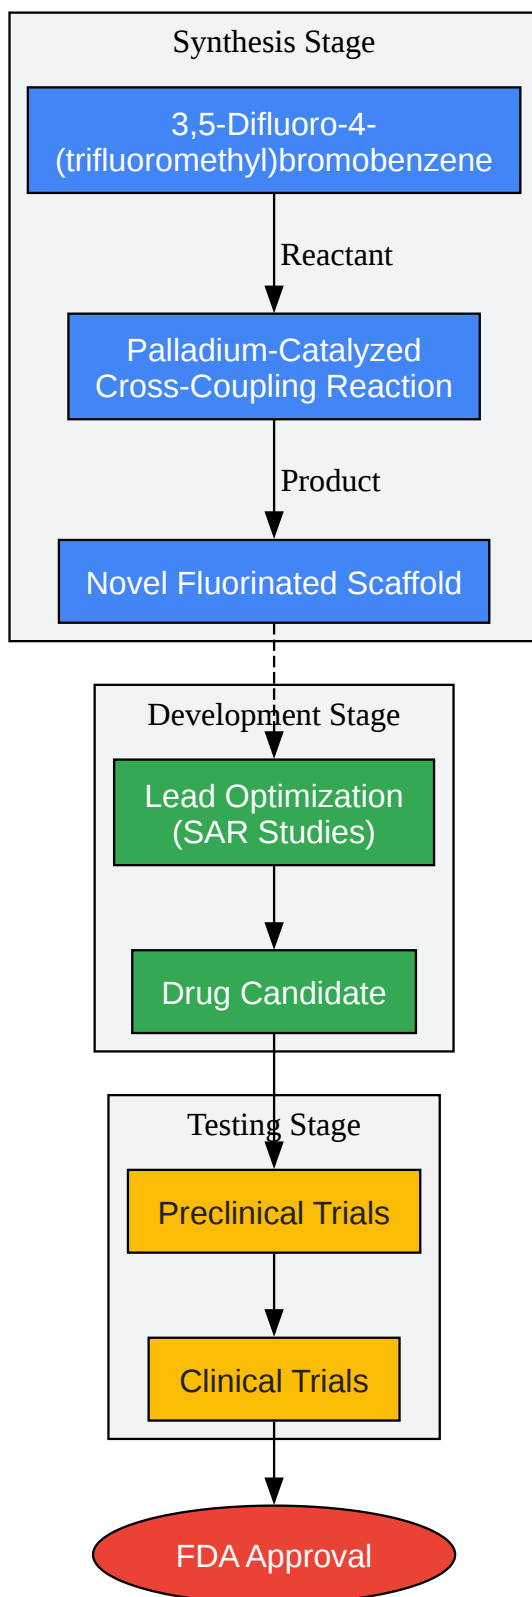 Synthesis Stage
3,5-Difluoro-4-
(trifluoromethyl)bromobenzene
Reactant
Palladium-Catalyzed
Cross-Coupling Reaction
Product
Novel Fluorinated Scaffold
Development Stage
Lead Optimization
(SAR Studies)
Drug Candidate
Testing Stage
Preclinical Trials
Clinical Trials
FDA Approval